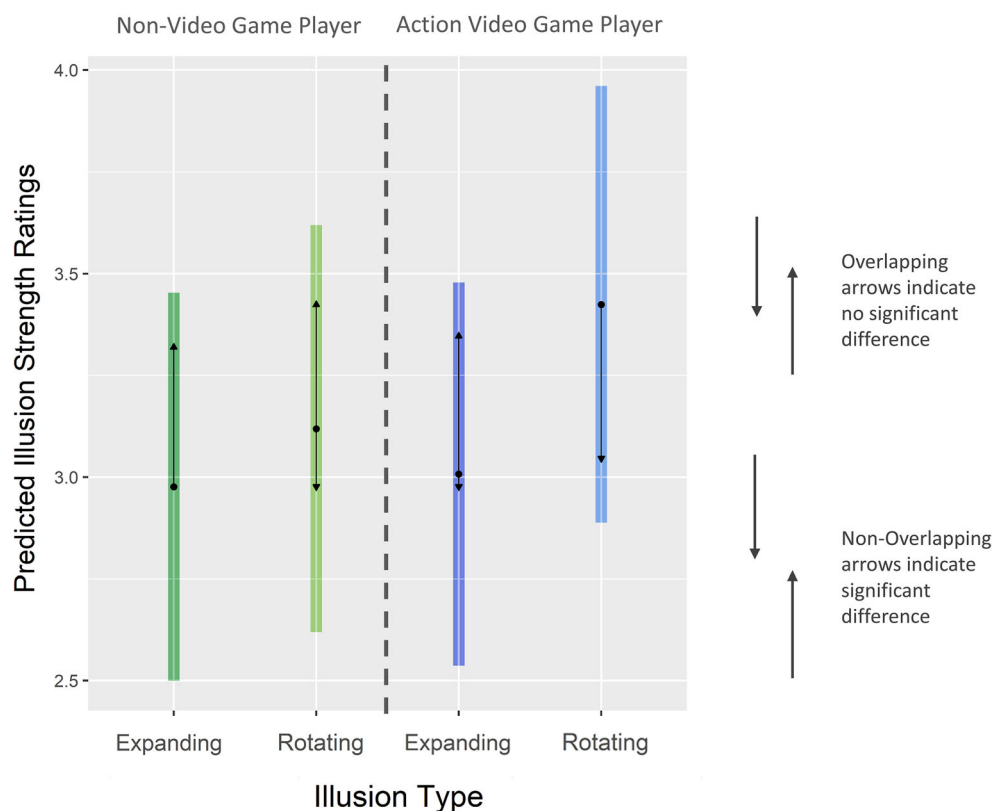 Non-Video Game Player
Action Video Game Player
Predicted Illusion Strength Ratings
4.0
3.5
3.0
2.5
Expanding
Rotating
Expanding
Rotating
Illusion Type
Overlapping
arrows indicate
no significant
difference
Non-Overlapping
arrows indicate
significant
difference